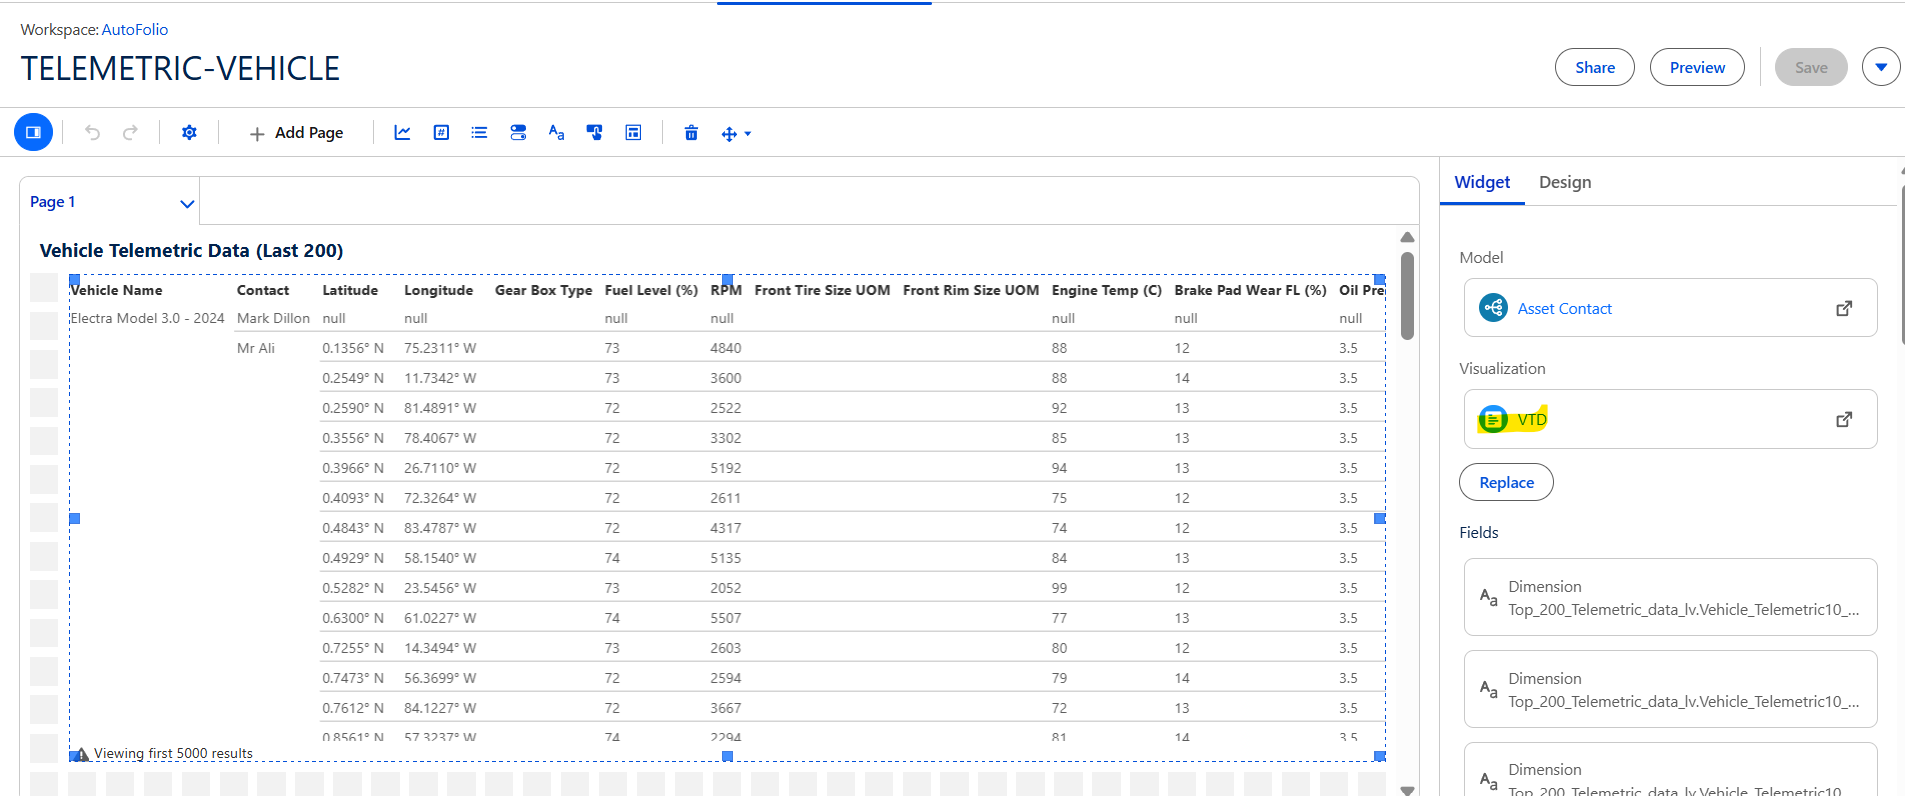 Workspace: AutoFolio
TELEMETRIC-VEHICLE
Share Preview Save
Add Page
Page 1
Vehicle Telemetric Data (Last 200)
Vehicle Name Contact Latitude Longitude Gear Box Type Fuel Level (%) RPM Front Tire Size UOM Front Rim Size UOM Engine Temp (C) Brake Pad Wear FL (%) Oil Pre
Electra Model 3.0 - 2024 Mark Dillon null null null null null null null
Mr Ali 0.1356° N 75.2311° W 73 4840 88 12 3.5
0.2549° N 11.7342° W 73 3600 88 14 3.5
0.2590° N 81.4891° W 72 2522 92 13 3.5
0.3556° N 78.4067° W 72 3302 85 13 3.5
0.3966° N 26.7110° W 72 5192 94 13 3.5
0.4093° N 72.3264° W 72 2611 75 12 3.5
0.4843° N 83.4787° W 72 4317 74 12 3.5
0.4929° N 58.1540° W 74 5135 84 13 3.5
0.5282° N 23.5456° W 73 2052 99 12 3.5
0.6300° N 61.0227° W 74 5507 77 13 3.5
0.7255° N 14.3494° W 73 2603 80 12 3.5
0.7473° N 56.3699° W 72 2594 79 14 3.5
0.7612° N 84.1227° W 72 3667 72 13 3.5
0.8561° N 57.3237° W 74 2294 81 14 3.5
Viewing first 5000 results
Widget Design
Model
Asset Contact
Visualization
VTD
Replace
Fields
Aa Dimension
Top_200_Telemetric_data_lv.Vehicle_Telemetric10_...
Aa Dimension
Top_200_Telemetric_data_lv.Vehicle_Telemetric10_...
Aa Dimension
Top_200_Telemetric_data_lv.Vehicle_Telemetric10_...